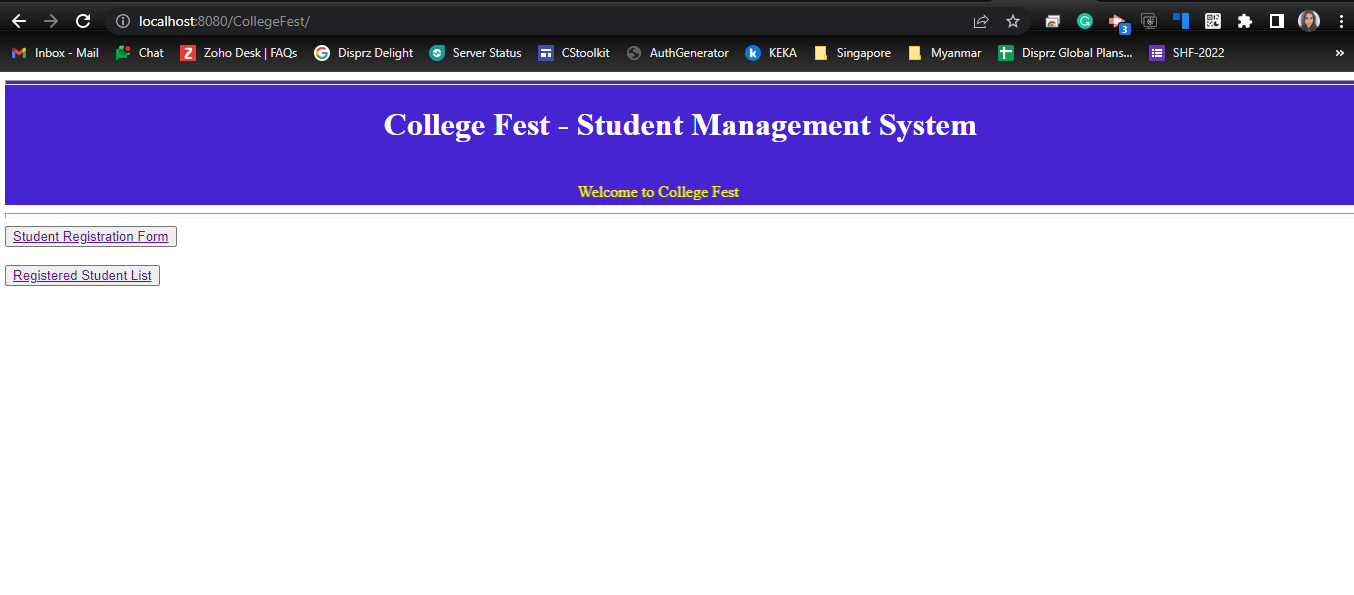 localhost:8080/CollegeFest/
3
Inbox - Mail Chat Zoho Desk | FAQs Disprz Delight Server Status CStoolkit AuthGenerator KEKA Singapore Myanmar Disprz Global Plans... SHF-2022 »
College Fest - Student Management System
Welcome to College Fest
Student Registration Form
Registered Student List